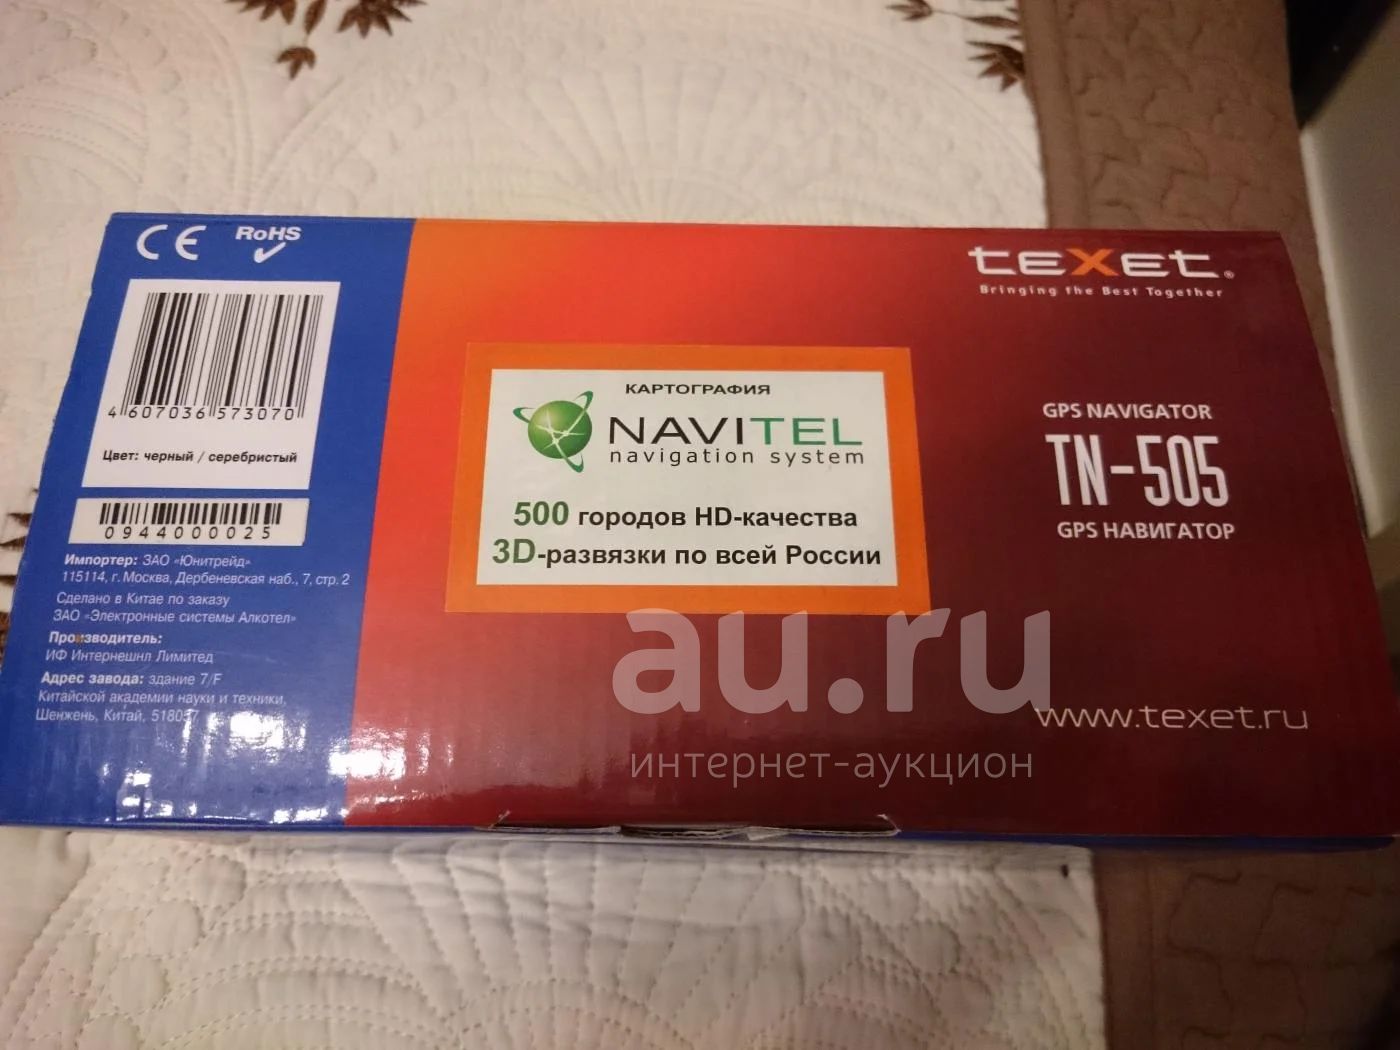 CE RoHS
4 607036 573070
Цвет: черный / серебристый
0944000025
Импортер: ЗАО «Юнитрейд»
115114, г. Москва, Дербеневская наб., 7, стр. 2
Сделано в Китае по заказу
ЗАО «Электронные системы Алкотел»
Производитель:
ИФ Интернешнл Лимитед
Адрес завода: здание 7/F
Китайской академии науки и техники,
Шенжень, Китай, 518057
КАРТОГРАФИЯ
NAVITEL
navigation system
500 городов HD-качества
3D-развязки по всей России
teXet®
Bringing the Best Together
GPS NAVIGATOR
TN-505
GPS НАВИГАТОР
www.texet.ru
au.ru
интернет-аукцион